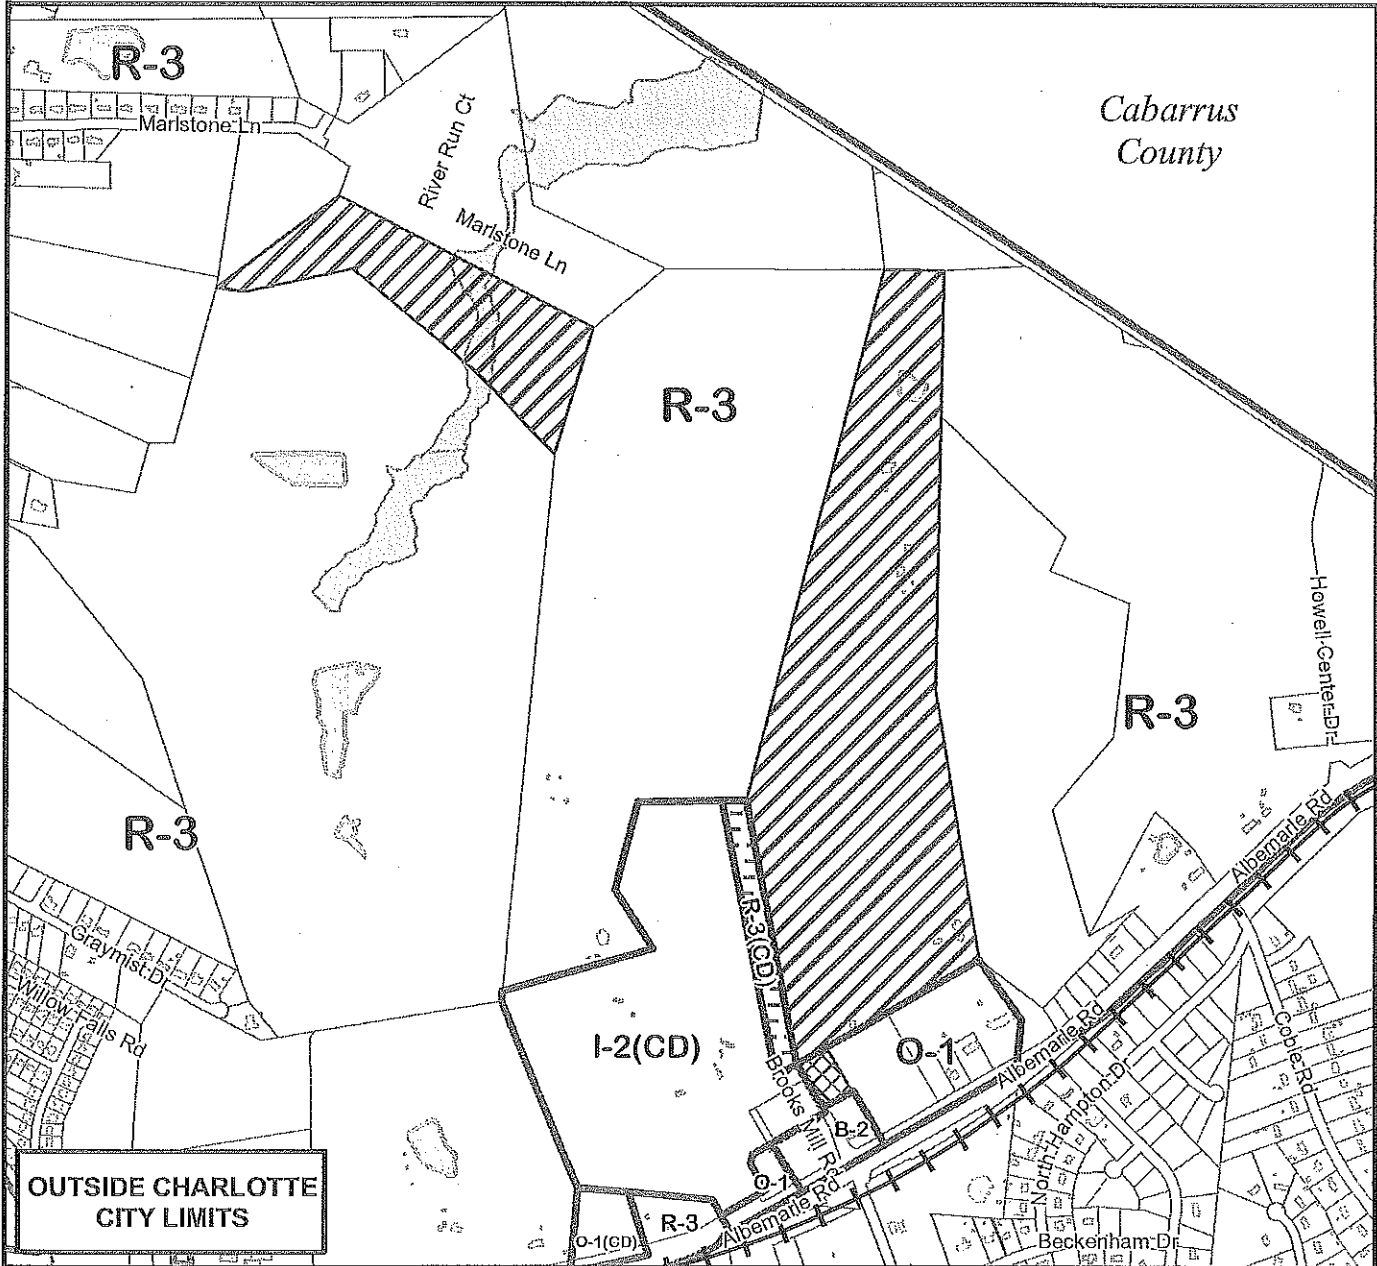 R-3
Cabarrus
County
Marlstone Ln
River Run Ct
Marlstone Ln
R-3
Howell Center Dr
R-3
R-3
Albemarle Rd
R-3(CD)
Graymist Dr
Willow Falls Rd
I-2(CD)
O-1
Albemarle Rd
Coble Rd
Brooks Mill Rd
B-2
North Hampton Dr
O-1
OUTSIDE CHARLOTTE
CITY LIMITS
R-3
Albemarle Rd
O-1(CD)
Beckenham Dr